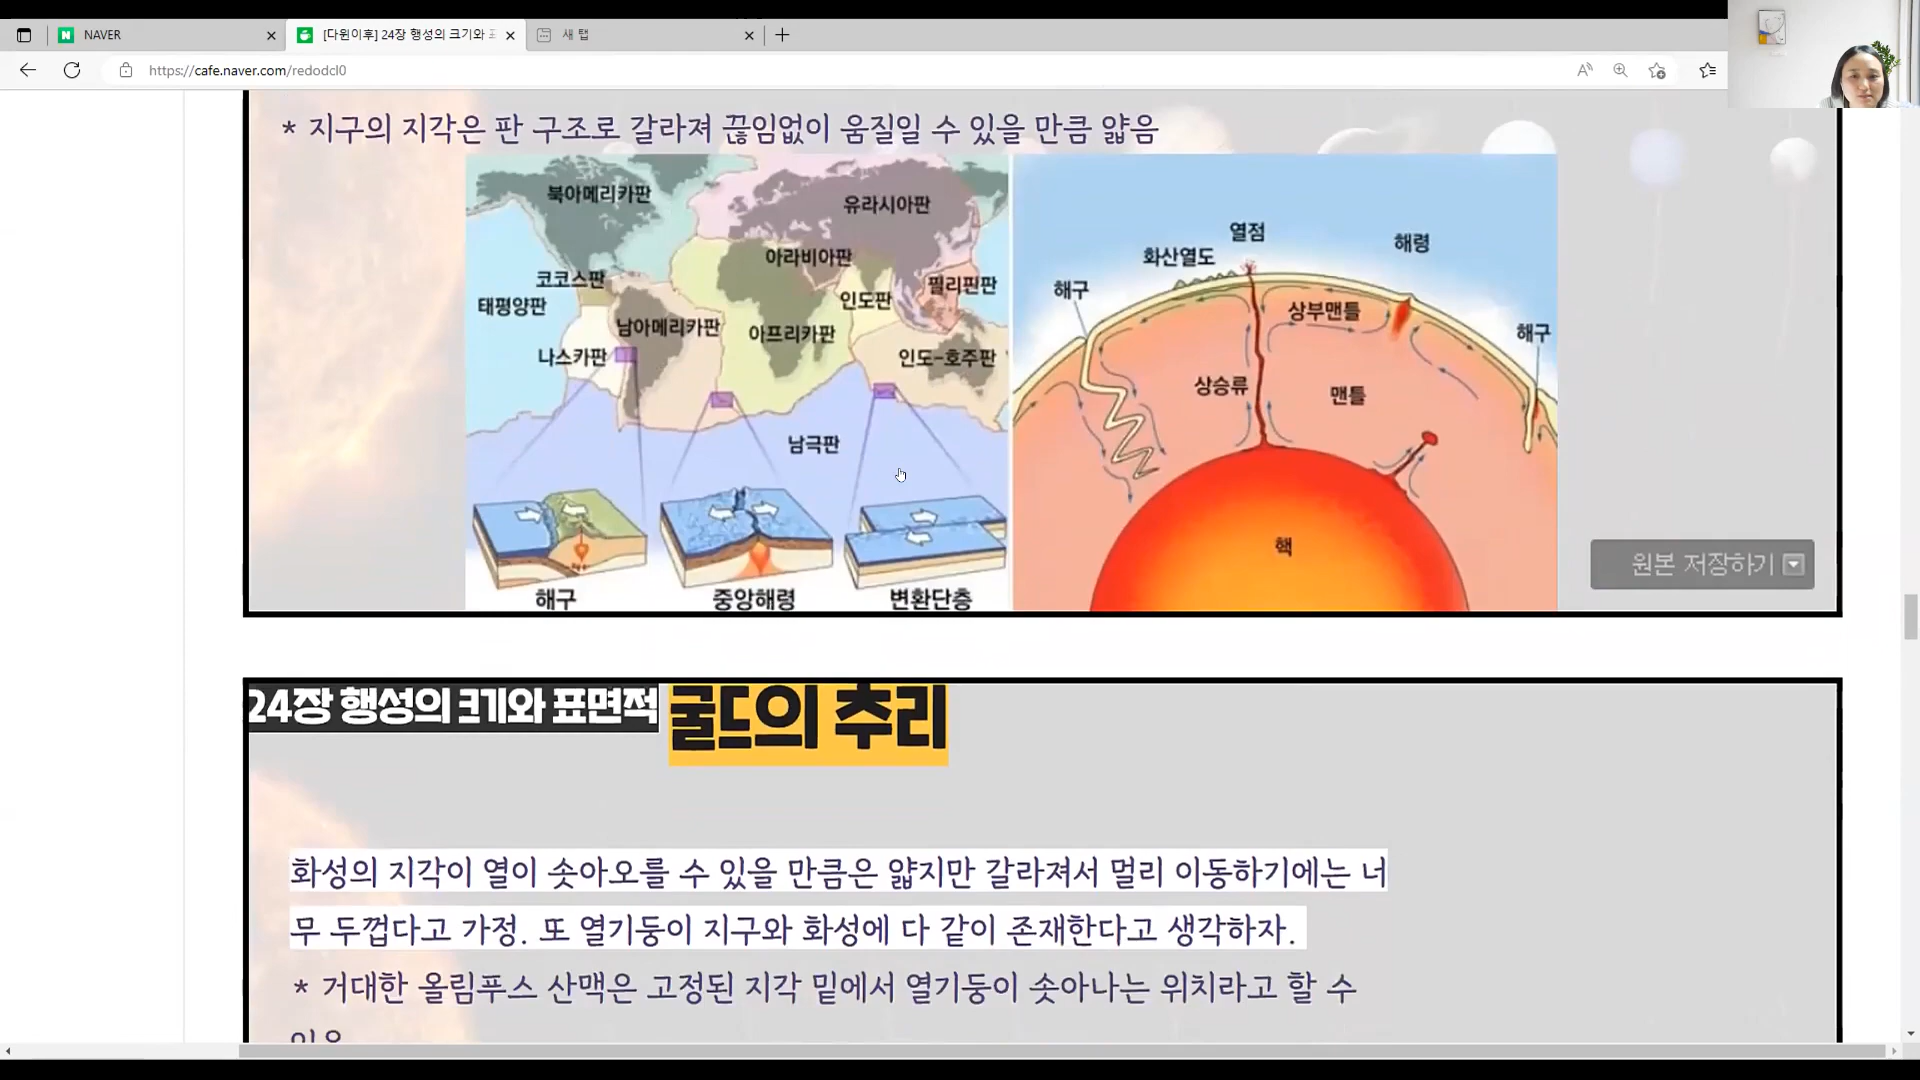 NAVER
[다윈이후] 24장 행성의 크기와 표
새 탭
https://cafe.naver.com/redodcl0
* 지구의 지각은 판 구조로 갈라져 끊임없이 움질일 수 있을 만큼 얇음
북아메리카판
유라시아판
아라비아판
코코스판
태평양판
인도판
필리핀판
남아메리카판
아프리카판
나스카판
인도-호주판
남극판
해구
중앙해령
변환단층
열점
해령
화산열도
해구
상부맨틀
해구
상승류
맨틀
핵
원본 저장하기
24장 행성의 크기와 표면적
굴드의 추리
화성의 지각이 열이 솟아오를 수 있을 만큼은 얇지만 갈라져서 멀리 이동하기에는 너
무 두껍다고 가정. 또 열기둥이 지구와 화성에 다 같이 존재한다고 생각하자.
* 거대한 올림푸스 산맥은 고정된 지각 밑에서 열기둥이 솟아나는 위치라고 할 수